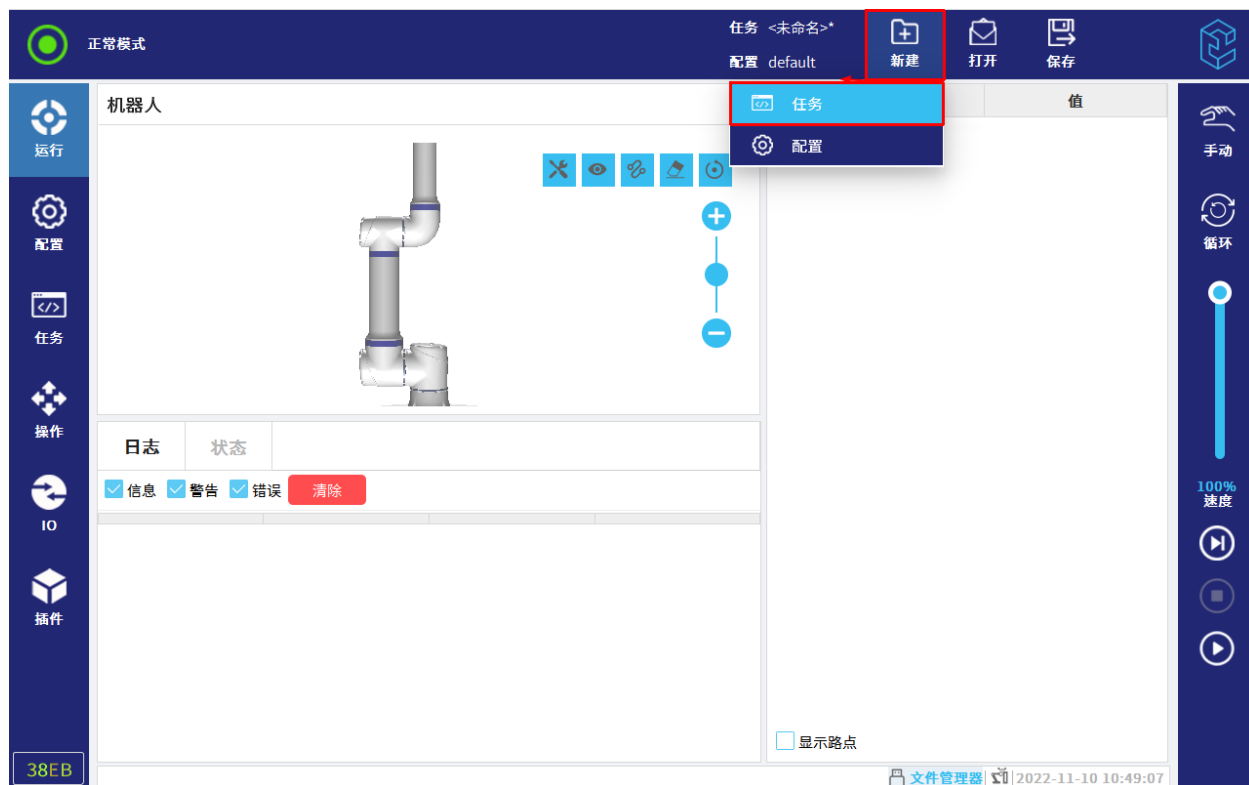 正常模式
任务 <未命名>*
配置 default
新建
打开
保存
任务
配置
机器人
值
运行
配置
任务
操作
IO
插件
38EB
日志
状态
信息 警告 错误 清除
显示路点
手动
循环
100%
速度
文件管理器 2022-11-10 10:49:07